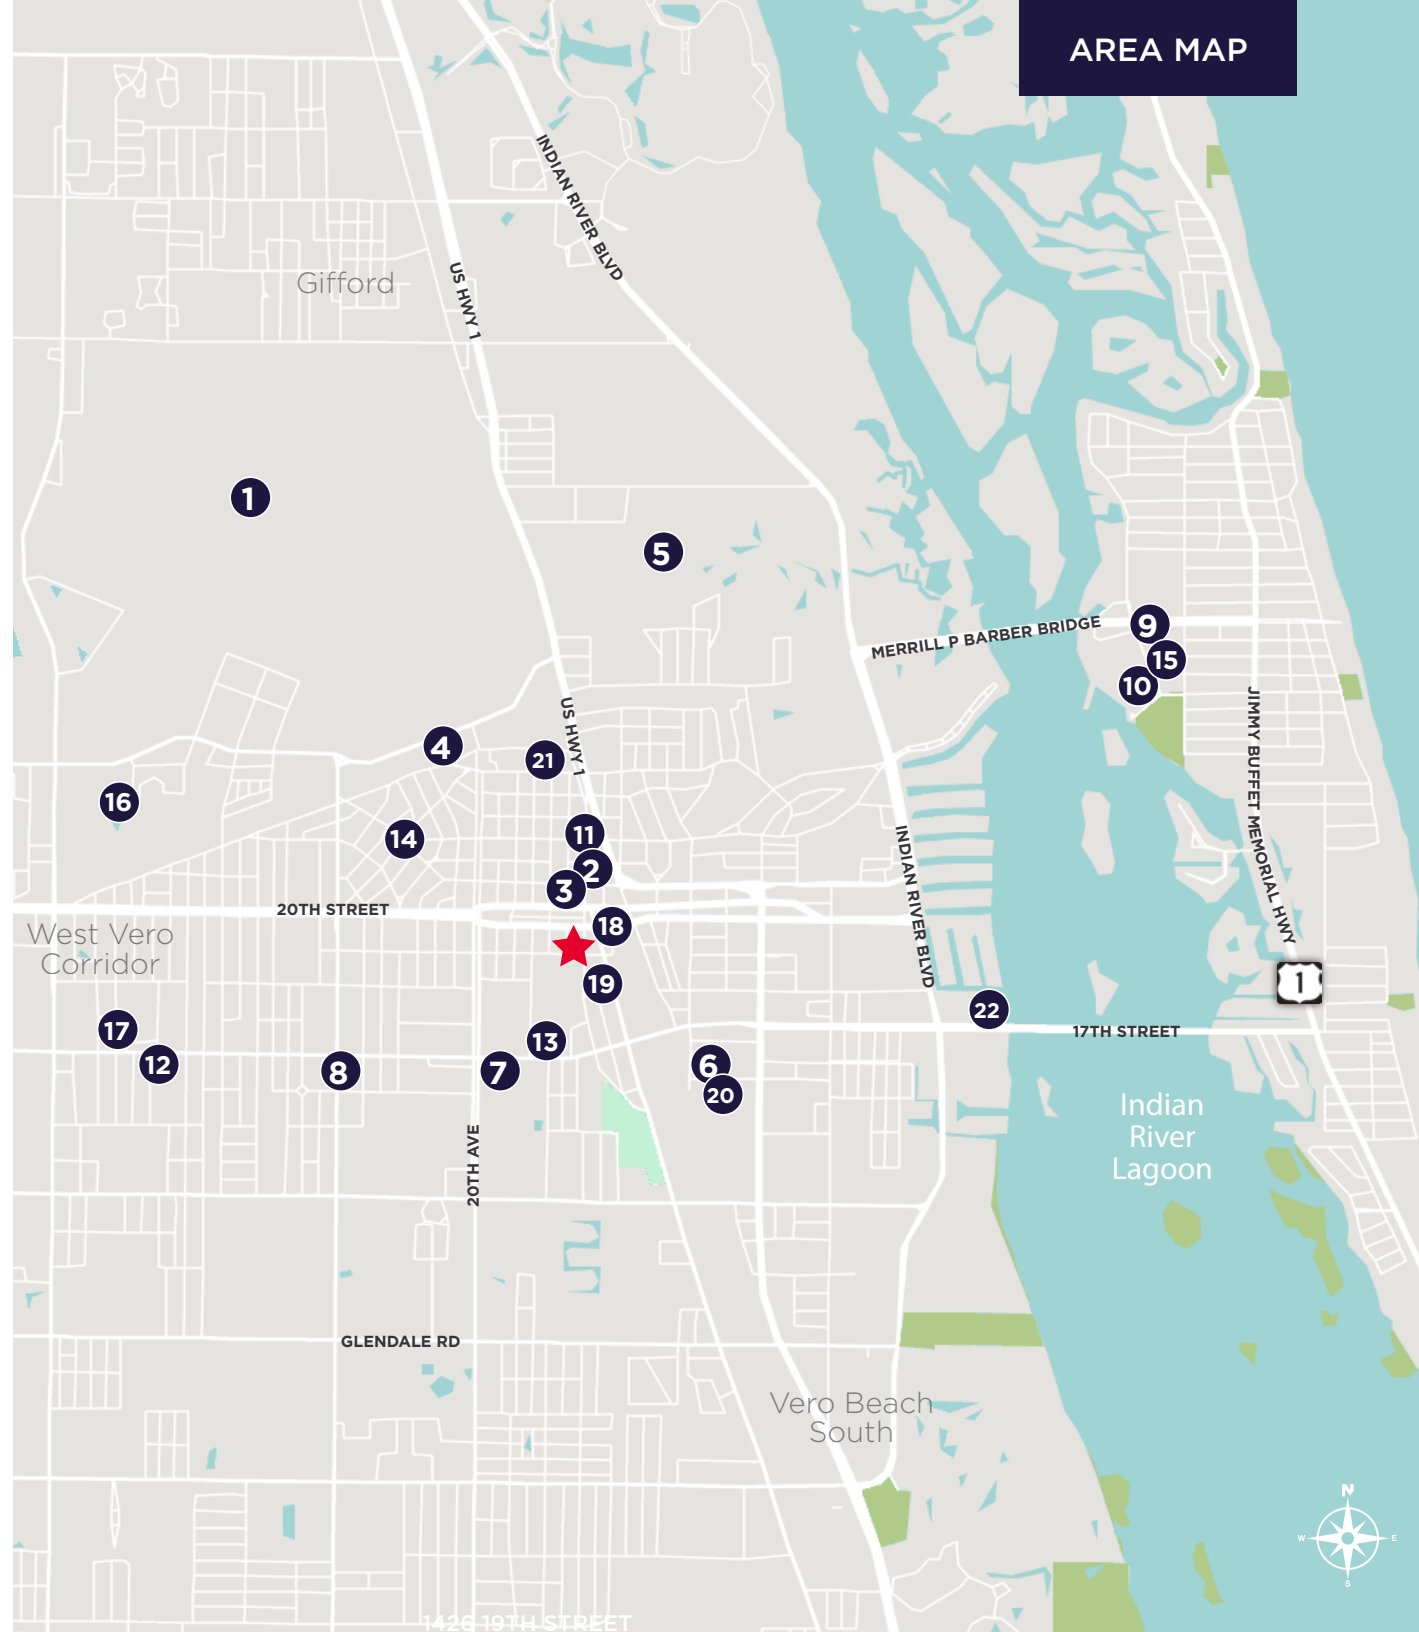 AREA MAP
INDIAN RIVER BLVD
US HWY 1
Gifford
1
5
MERRILL P BARBER BRIDGE
9
15
10
JIMMY BUFFET MEMORIAL HWY
US HWY 1
4
21
16
14
11
2
3
INDIAN RIVER BLVD
20TH STREET
18
West Vero
Corridor
19
1
22
17TH STREET
17
13
12
8
7
6
20
Indian
River
Lagoon
20TH AVE
GLENDALE RD
Vero Beach
South
N
W
E
S
1426 19TH STREET